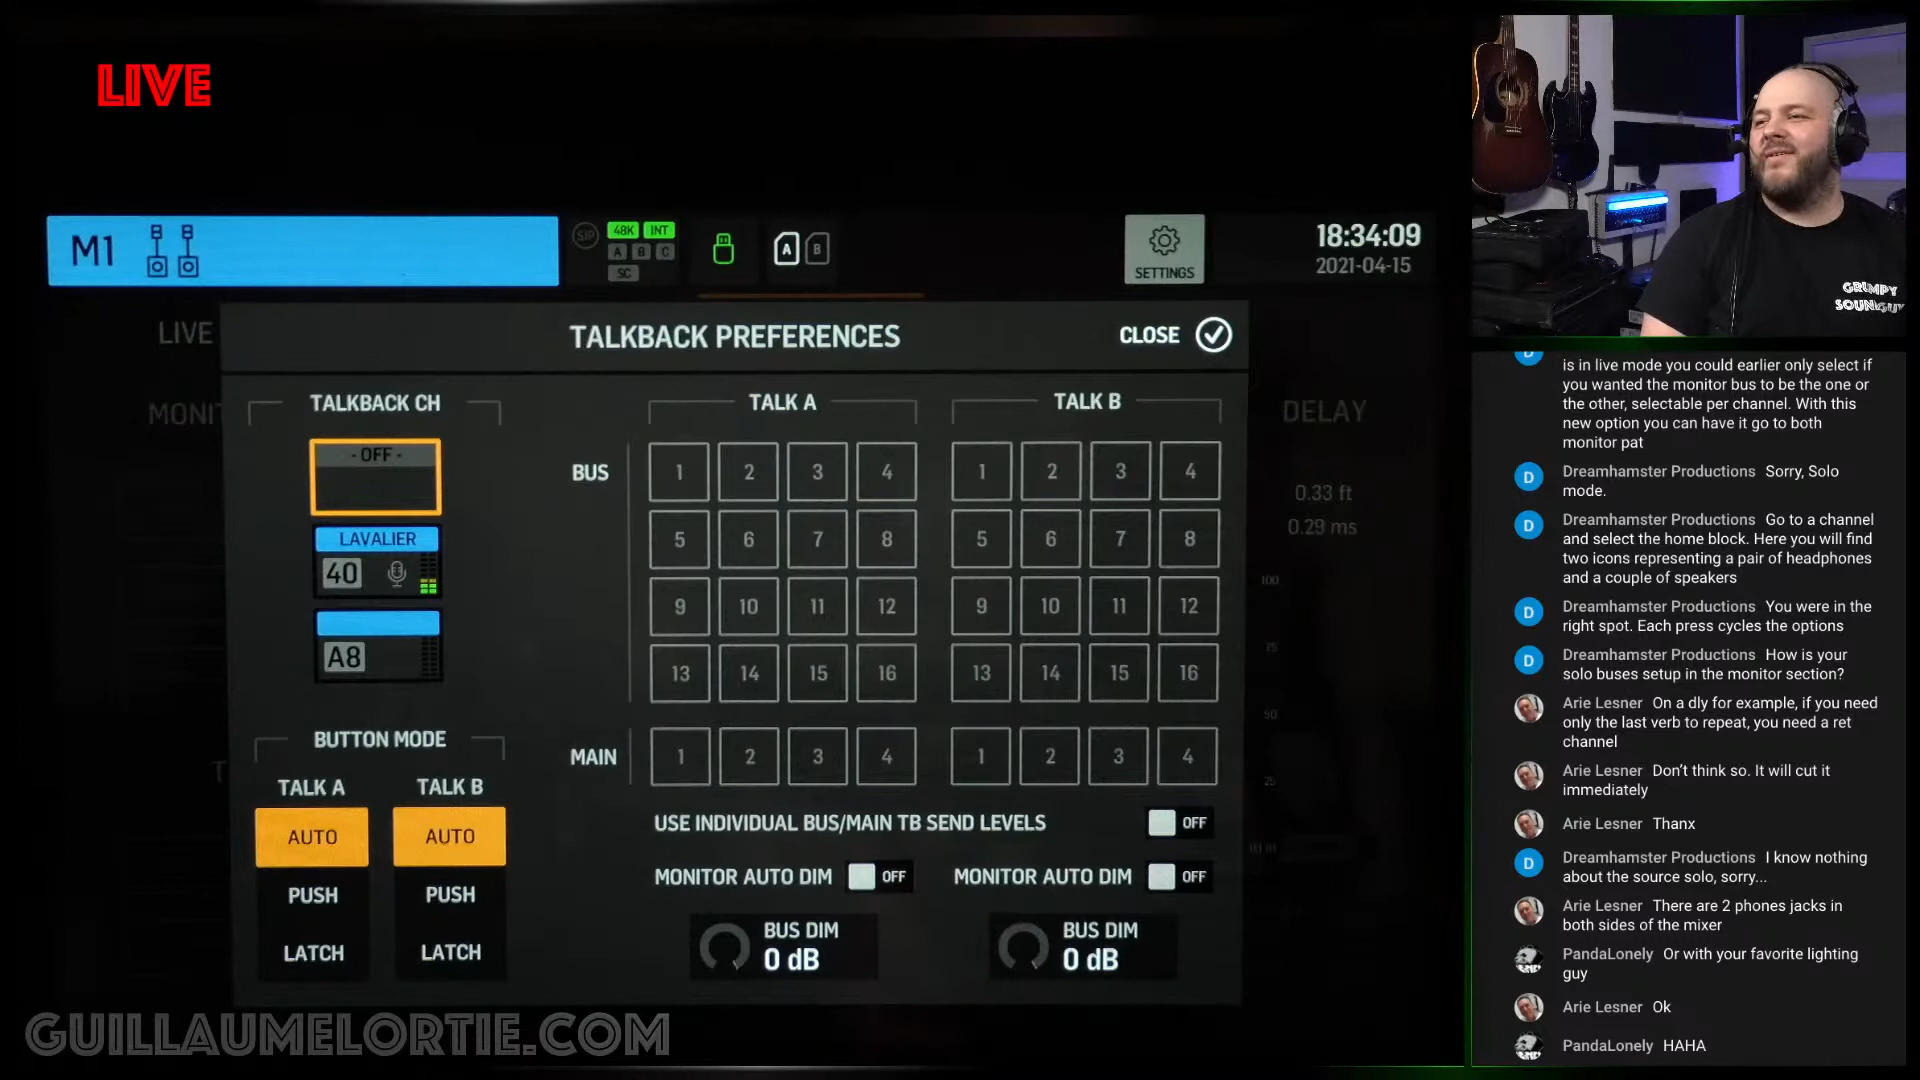 LIVE
M1
SIP
48K INT
A B C
SC
A B
SETTINGS
18:34:09
2021-04-15
LIVE
TALKBACK PREFERENCES
CLOSE
TALKBACK CH
TALK A
TALK B
DELAY
- OFF -
BUS
1 2 3 4
1 2 3 4
0.33 ft
0.29 ms
LAVALIER
40
5 6 7 8
5 6 7 8
A8
9 10 11 12
9 10 11 12
100
75
13 14 15 16
13 14 15 16
50
25
BUTTON MODE
MAIN
1 2 3 4
1 2 3 4
TALK A
TALK B
AUTO
AUTO
PUSH
PUSH
LATCH
LATCH
USE INDIVIDUAL BUS/MAIN TB SEND LEVELS
OFF
MONITOR AUTO DIM
OFF
MONITOR AUTO DIM
OFF
BUS DIM
0 dB
BUS DIM
0 dB
GUILLAUMELORTIE.COM
GRUMPY
SOUNDGUY
D
is in live mode you could earlier only select if
you wanted the monitor bus to be the one or
the other, selectable per channel. With this
new option you can have it go to both
monitor pat
D
Dreamhamster Productions Sorry, Solo
mode.
D
Dreamhamster Productions Go to a channel
and select the home block. Here you will find
two icons representing a pair of headphones
and a couple of speakers
D
Dreamhamster Productions You were in the
right spot. Each press cycles the options
D
Dreamhamster Productions How is your
solo buses setup in the monitor section?
Arie Lesner On a dly for example, if you need
only the last verb to repeat, you need a ret
channel
Arie Lesner Don't think so. It will cut it
immediately
Arie Lesner Thanx
D
Dreamhamster Productions I know nothing
about the source solo, sorry...
Arie Lesner There are 2 phones jacks in
both sides of the mixer
PandaLonely Or with your favorite lighting
guy
Arie Lesner Ok
PandaLonely HAHA